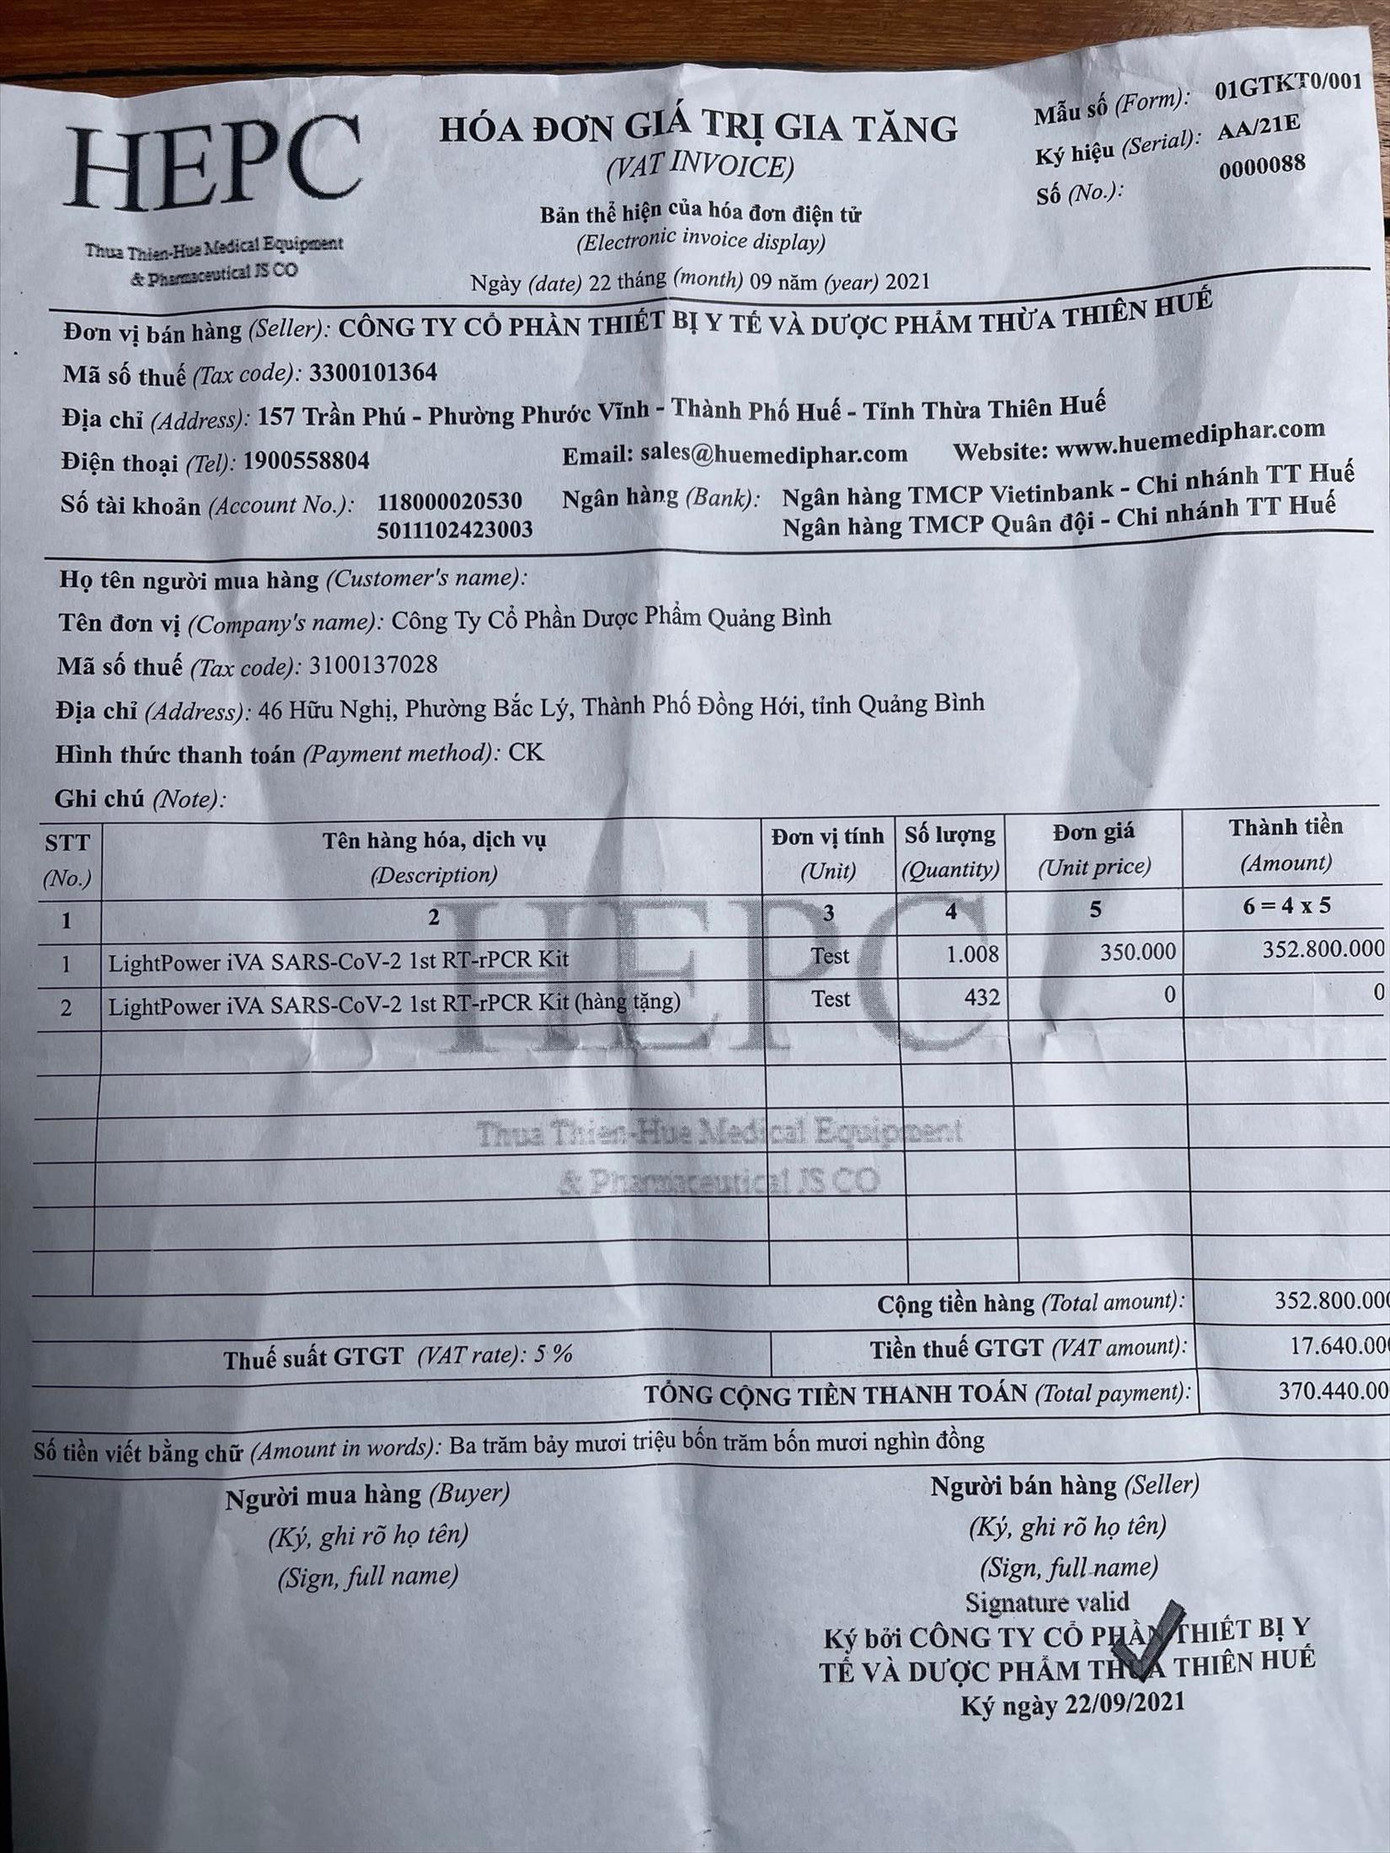 HEPC
Thua Thien-Hue Medical Equipment
& Pharmaceutical JS CO
HÓA ĐƠN GIÁ TRỊ GIA TĂNG
(VAT INVOICE)
Bản thể hiện của hóa đơn điện tử
(Electronic invoice display)
Ngày (date) 22 tháng (month) 09 năm (year) 2021
Mẫu số (Form): 01GTKT0/001
Ký hiệu (Serial): AA/21E
Số (No.): 0000088
Đơn vị bán hàng (Seller): CÔNG TY CỔ PHẦN THIẾT BỊ Y TẾ VÀ DƯỢC PHẨM THỪA THIÊN HUẾ
Mã số thuế (Tax code): 3300101364
Địa chỉ (Address): 157 Trần Phú - Phường Phước Vĩnh - Thành Phố Huế - Tỉnh Thừa Thiên Huế
Điện thoại (Tel): 1900558804 Email: sales@huemediphar.com Website: www.huemediphar.com
Số tài khoản (Account No.): 118000020530 Ngân hàng (Bank): Ngân hàng TMCP Vietinbank - Chi nhánh TT Huế
5011102423003 Ngân hàng TMCP Quân đội - Chi nhánh TT Huế
Họ tên người mua hàng (Customer's name):
Tên đơn vị (Company's name): Công Ty Cổ Phần Dược Phẩm Quảng Bình
Mã số thuế (Tax code): 3100137028
Địa chỉ (Address): 46 Hữu Nghị, Phường Bắc Lý, Thành Phố Đồng Hới, tỉnh Quảng Bình
Hình thức thanh toán (Payment method): CK
Ghi chú (Note):
STT Tên hàng hóa, dịch vụ Đơn vị tính Số lượng Đơn giá Thành tiền
(No.) (Description) (Unit) (Quantity) (Unit price) (Amount)
1 2 3 4 5 6 = 4 x 5
1 LightPower iVA SARS-CoV-2 1st RT-rPCR Kit Test 1.008 350.000 352.800.000
2 LightPower iVA SARS-CoV-2 1st RT-rPCR Kit (hàng tặng) Test 432 0 0
HEPC
Thua Thien-Hue Medical Equipment
& Pharmaceutical JS CO
Cộng tiền hàng (Total amount): 352.800.000
Thuế suất GTGT (VAT rate): 5 % Tiền thuế GTGT (VAT amount): 17.640.000
TỔNG CỘNG TIỀN THANH TOÁN (Total payment): 370.440.00
Số tiền viết bằng chữ (Amount in words): Ba trăm bảy mươi triệu bốn trăm bốn mươi nghìn đồng
Người mua hàng (Buyer) Người bán hàng (Seller)
(Ký, ghi rõ họ tên) (Ký, ghi rõ họ tên)
(Sign, full name) (Sign, full name)
Signature valid
Ký bởi CÔNG TY CỔ PHẦN THIẾT BỊ Y
TẾ VÀ DƯỢC PHẨM THỪA THIÊN HUẾ
Ký ngày 22/09/2021